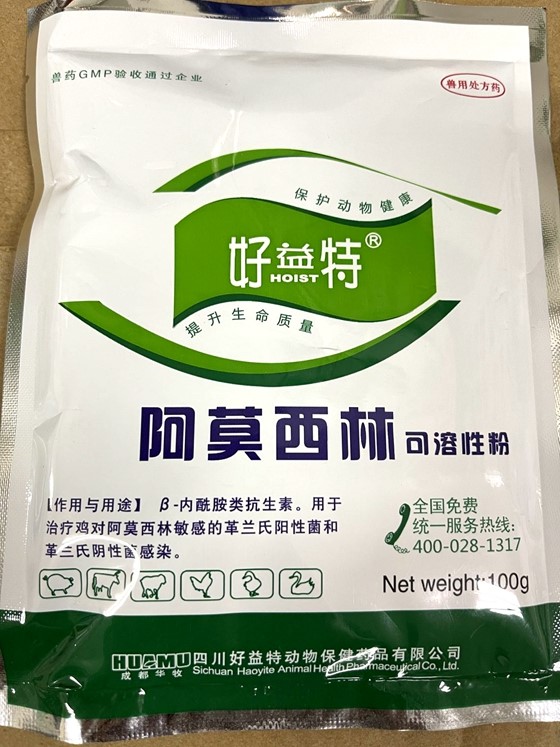 兽药GMP验收通过企业
兽用处方药
保护动物健康
好益特®
HOIST
提升生命质量
阿莫西林可溶性粉
【作用与用途】 β-内酰胺类抗生素。用于
治疗鸡对阿莫西林敏感的革兰氏阳性菌和
革兰氏阴性菌感染。
全国免费
统一服务热线:
400-028-1317
Net weight:100g
HUAMU
成都华牧
四川好益特动物保健药品有限公司
Sichuan Haoyite Animal Health Pharmaceutical Co., Ltd.